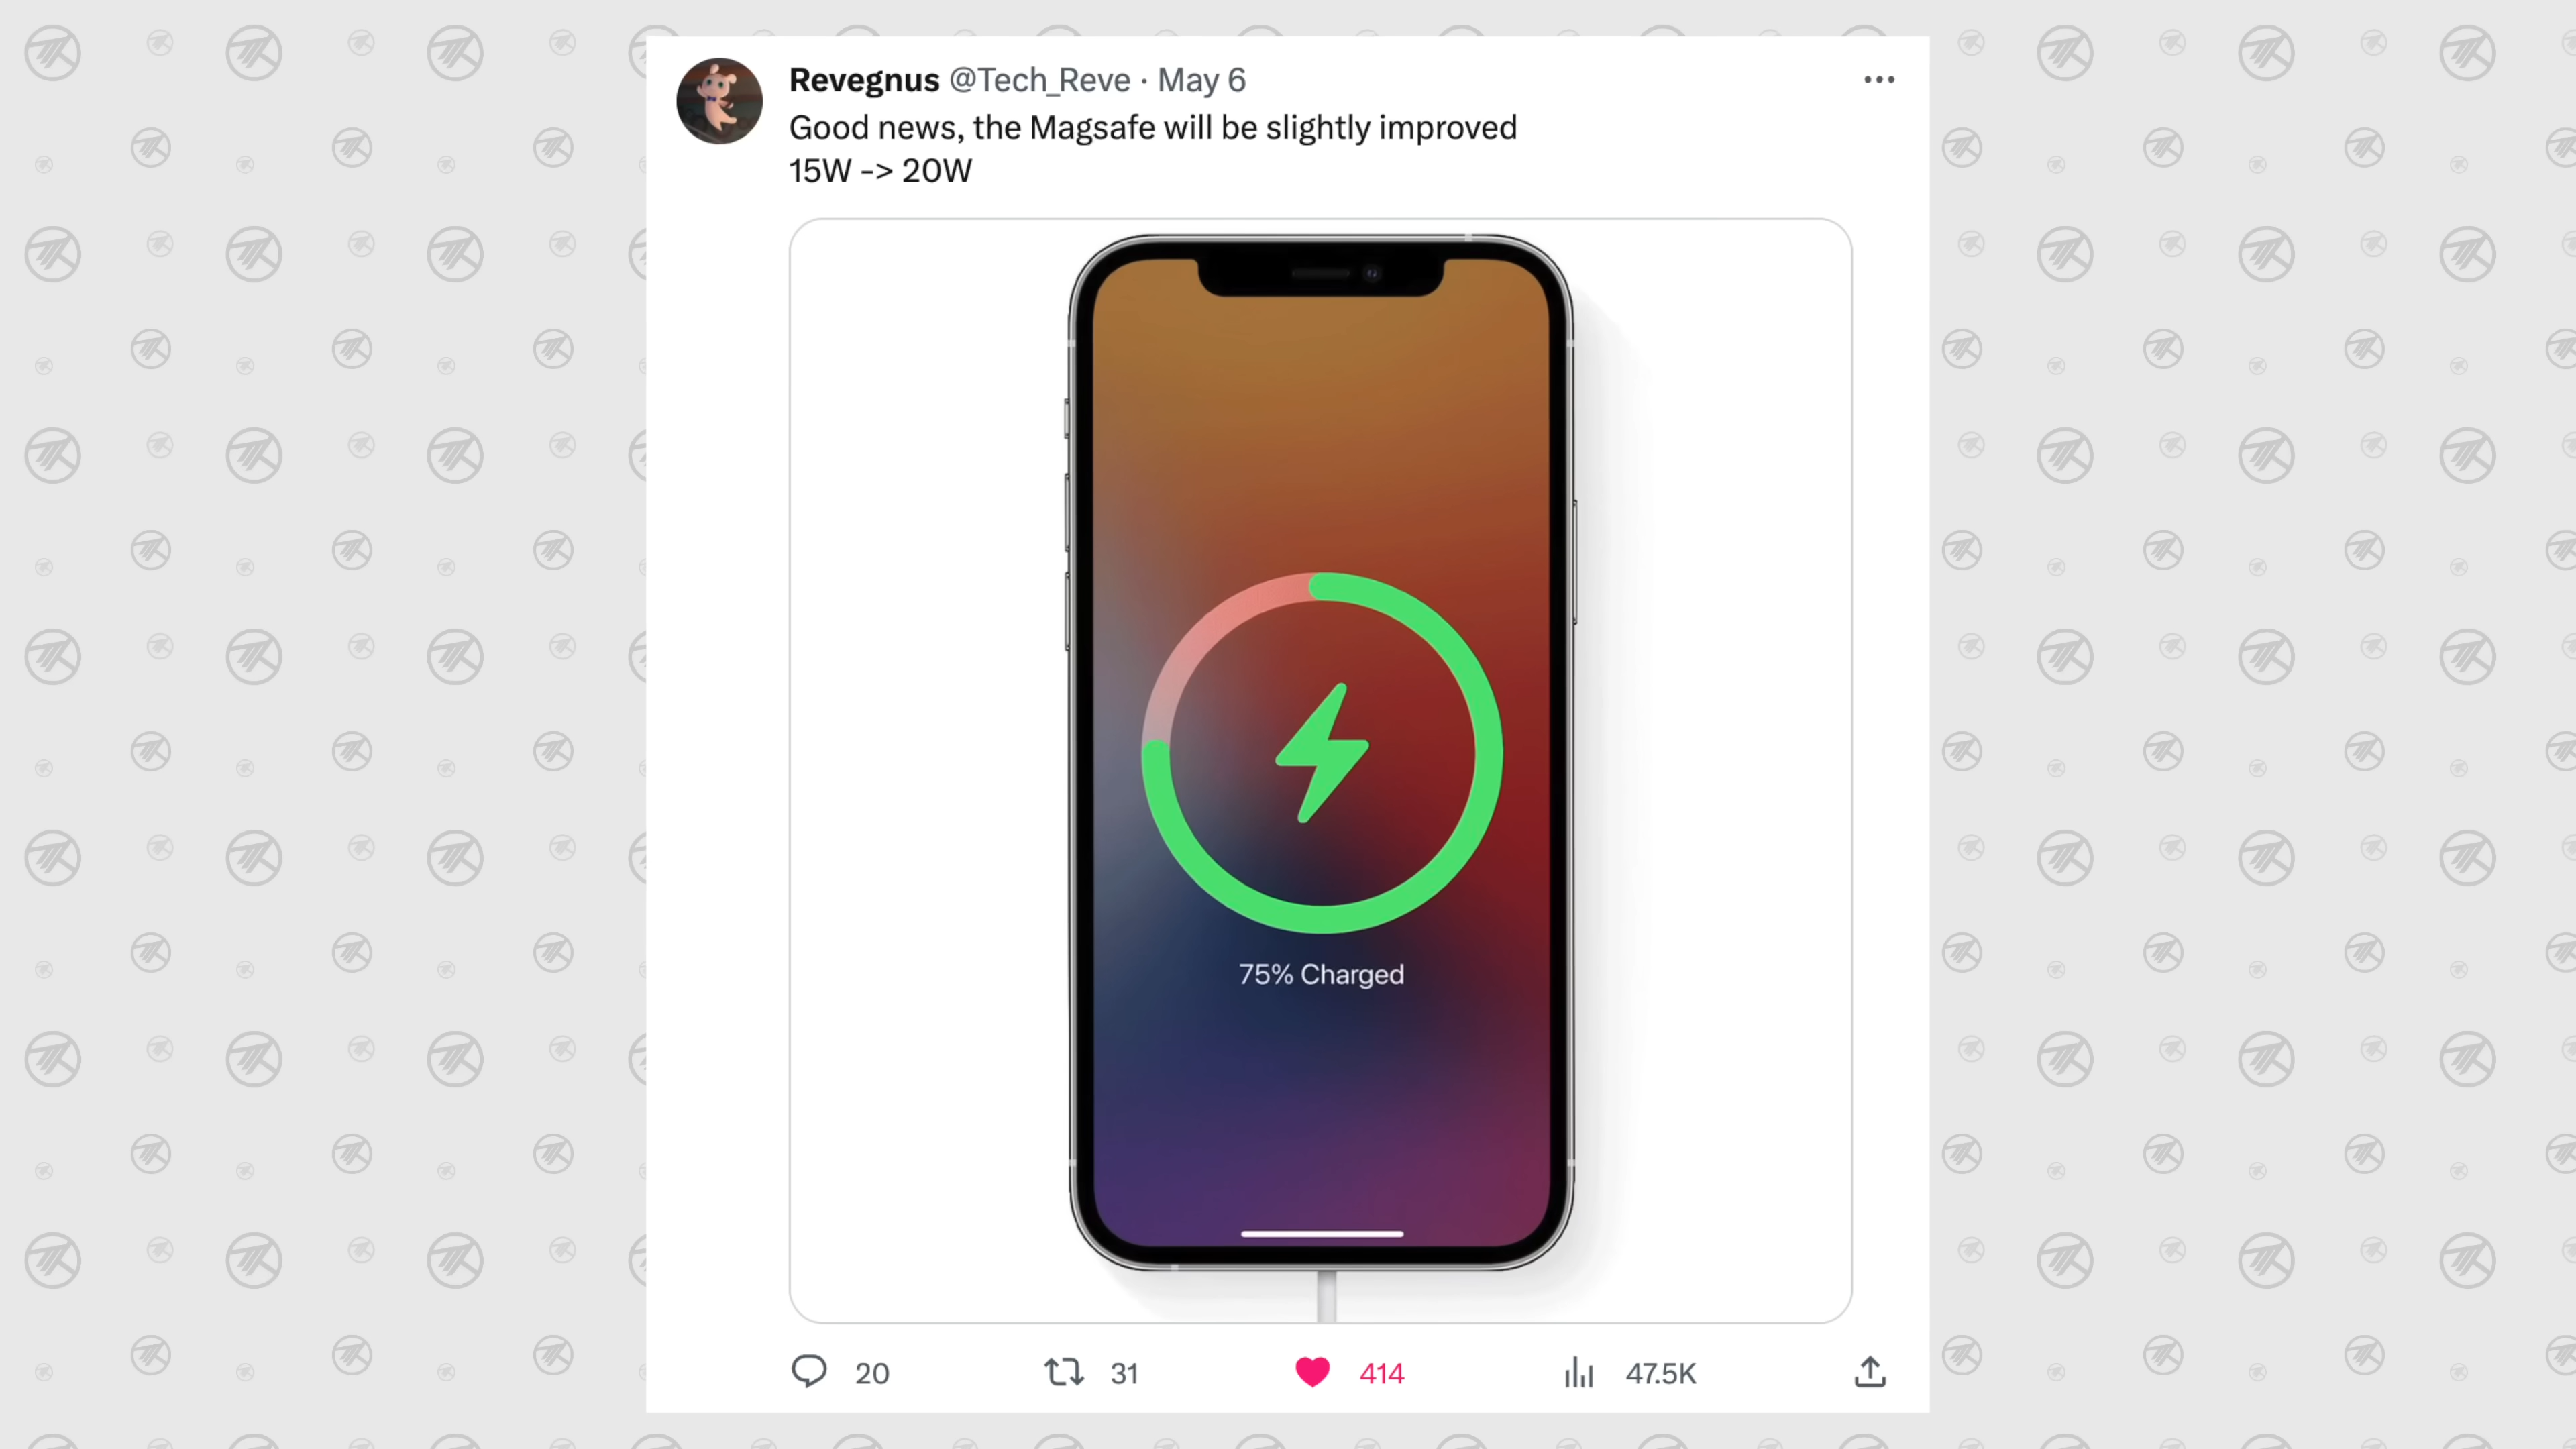 Revegnus @Tech_Reve · May 6
Good news, the Magsafe will be slightly improved
15W -> 20W
75% Charged
20 31 414 47.5K